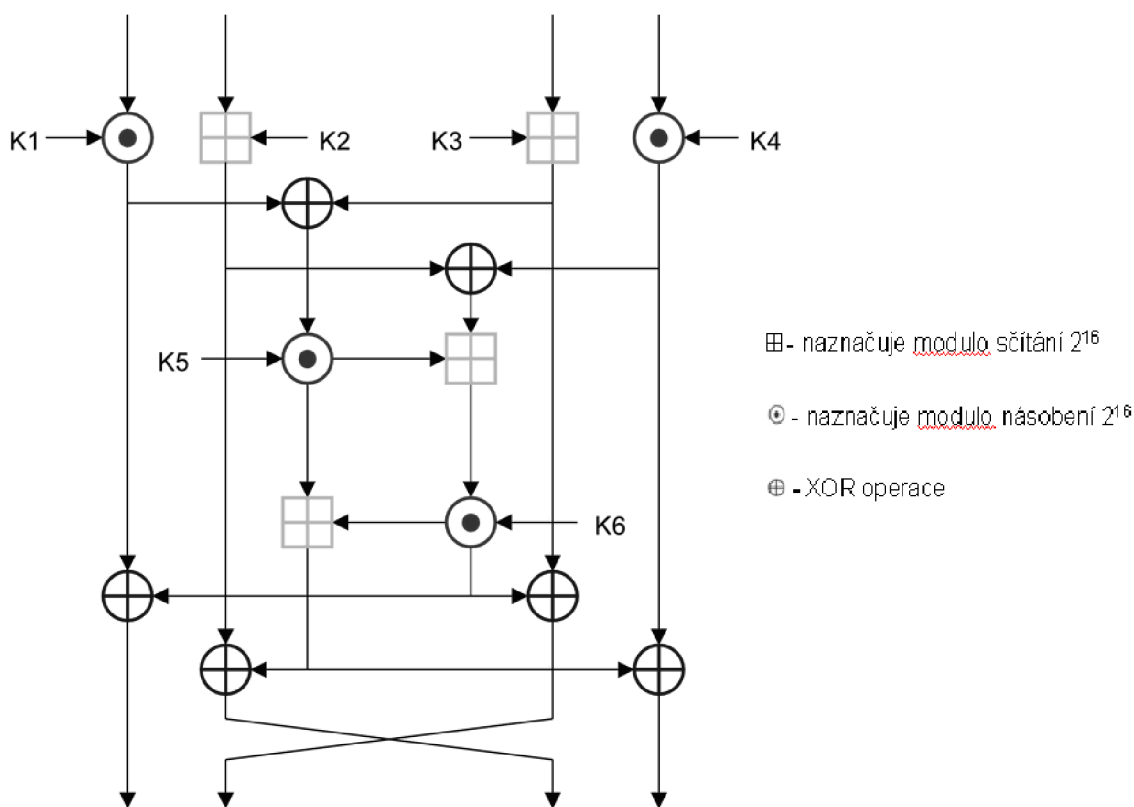 K1
K2
K3
K4
K5
K6
⊞- naznačuje modulo sčítání 2¹⁶
⊙ - naznačuje modulo násobení 2¹⁶
⊕ - XOR operace